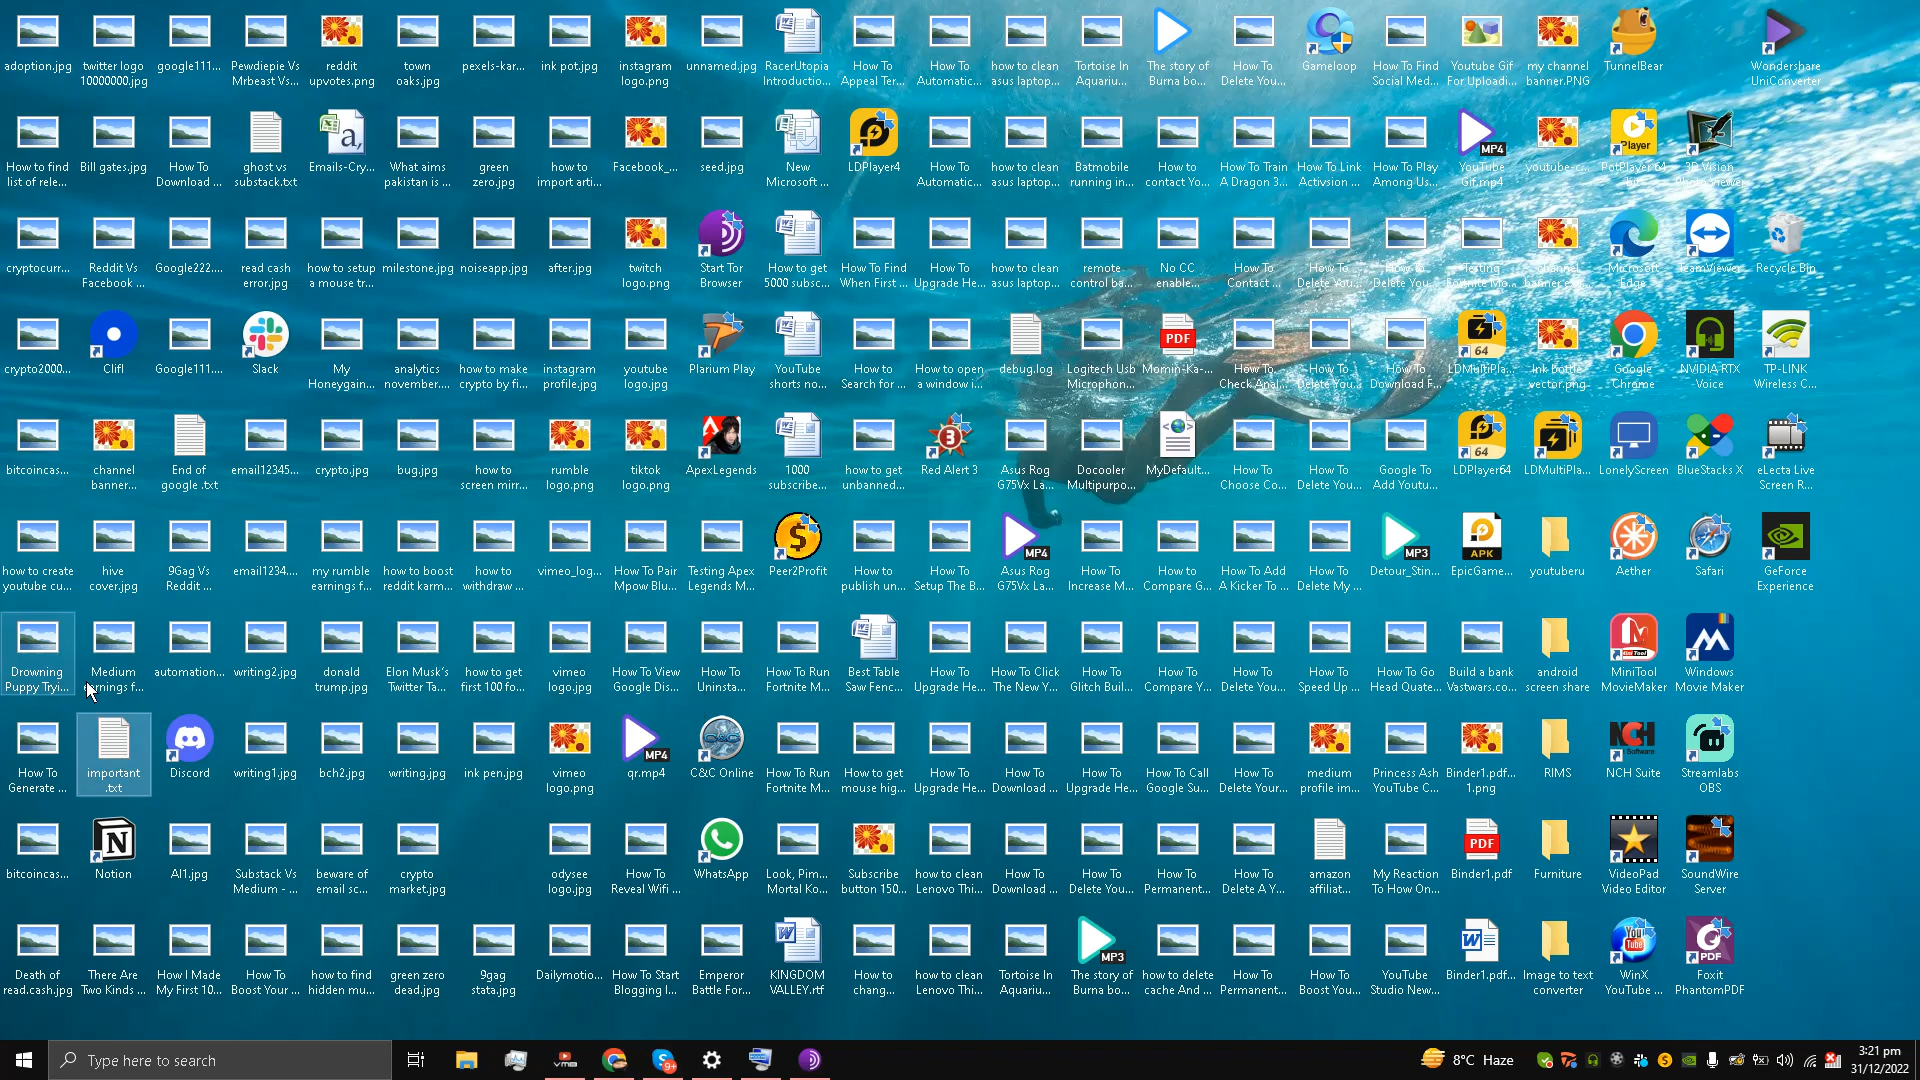 adoption.jpg
twitter logo
10000000.jpg
google111...
Pewdiepie Vs
Mrbeast Vs...
reddit
upvotes.png
town
oaks.jpg
pexels-kar...
ink pot.jpg
instagram
logo.png
unnamed.jpg
RacerUtopia
Introductio...
How To
Appeal Ter...
How To
Automatic...
how to clean
asus laptop...
Tortoise In
Aquariu...
The story of
Burna bo...
How To
Delete You...
Gameloop
How To Find
Social Med...
Youtube Gif
For Uploadi...
my channel
banner.PNG
TunnelBear
Wondershare
UniConverter
How to find
list of rele...
Bill gates.jpg
How To
Download ...
ghost vs
substack.txt
Emails-Cry...
What aims
pakistan is ...
green
zero.jpg
how to
import arti...
Facebook_...
seed.jpg
New
Microsoft ...
LDPlayer4
How To
Automatic...
how to clean
asus laptop...
Batmobile
running in...
How to
contact Yo...
How To Train
A Dragon 3...
How To Link
Activsion ...
How To Play
Among Us...
YouTube
Gif.mp4
youtube-c...
PotPlayer 64
bit
3D Vision
Photo Viewer
cryptocurr...
Reddit Vs
Facebook ...
Google222....
read cash
error.jpg
how to setup
a mouse tr...
milestone.jpg
noiseapp.jpg
after.jpg
twitch
logo.png
Start Tor
Browser
How to get
5000 subsc...
How To Find
When First ...
How To
Upgrade He...
how to clean
asus laptop...
remote
control ba...
No CC
enable...
How To
Contact ...
How To
Delete You...
How To
Delete You...
Testing
Fortnite Mo...
channel
Microsoft
Edge
TeamViewer
Recycle Bin
crypto2000...
Clifl
Google111....
Slack
My
Honeygain...
analytics
november....
how to make
crypto by fi...
instagram
profile.jpg
youtube
logo.jpg
Plarium Play
YouTube
shorts no...
How to
Search for ...
How to open
a window i...
debug.log
Logitech Usb
Microphon...
Momin-Ka-...
How To
Check Anal...
How To
Delete You...
How To
Download F...
LDMultiPla...
Ink Bottle
vector.png
Google
Chrome
NVIDIA RTX
Voice
TP-LINK
Wireless C...
bitcoincas...
channel
banner...
End of
google .txt
email12345...
crypto.jpg
bug.jpg
how to
screen mirr...
rumble
logo.png
tiktok
logo.png
ApexLegends
1000
subscribe...
how to get
unbanned...
Red Alert 3
Asus Rog
G75Vx La...
Docooler
Multipurpo...
MyDefault...
How To
Choose Co...
How To
Delete You...
Google To
Add Youtu...
LDPlayer64
LDMultiPla...
LonelyScreen
BlueStacks X
eLecta Live
Screen R...
how to create
youtube cu...
hive
cover.jpg
9Gag Vs
Reddit ...
email1234....
my rumble
earnings f...
how to boost
reddit karm...
how to
withdraw ...
vimeo_log...
How To Pair
Mpow Blu...
Testing Apex
Legends M...
Peer2Profit
How to
publish un...
How To
Setup The B...
Asus Rog
G75Vx La...
How To
Increase M...
How to
Compare G...
How To Add
A Kicker To ...
How To
Delete My ...
Detour_Stin...
EpicGame...
youtuberu
Aether
Safari
GeForce
Experience
Drowning
Puppy Tryi...
Medium
earnings f...
automation...
writing2.jpg
donald
trump.jpg
Elon Musk's
Twitter Ta...
how to get
first 100 fo...
vimeo
logo.jpg
How To View
Google Dis...
How To
Uninsta...
How To Run
Fortnite M...
Best Table
Saw Fenc...
How To
Upgrade He...
How To Click
The New Y...
How To
Glitch Buil...
How To
Compare Y...
How To
Delete You...
How To
Speed Up ...
How To Go
Head Quate...
Build a bank
Vastwars.co...
android
screen share
MiniTool
MovieMaker
Windows
Movie Maker
How To
Generate ...
important
.txt
Discord
writing1.jpg
bch2.jpg
writing.jpg
ink pen.jpg
vimeo
logo.png
qr.mp4
C&C Online
How To Run
Fortnite M...
How to get
mouse hig...
How To
Upgrade He...
How To
Download ...
How To
Upgrade He...
How To Call
Google Su...
How To
Delete Your...
medium
profile im...
Princess Ash
YouTube C...
Binder1.pdf...
1.png
RIMS
NCH Suite
Streamlabs
OBS
bitcoincas...
Notion
AI1.jpg
Substack Vs
Medium - ...
beware of
email sc...
crypto
market.jpg
odysee
logo.jpg
How To
Reveal Wifi ...
WhatsApp
Look, Pim...
Mortal Ko...
Subscribe
button 150...
how to clean
Lenovo Thi...
How To
Download ...
How To
Delete You...
How To
Permanent...
How To
Delete A Y...
amazon
affiliat...
My Reaction
To How On...
Binder1.pdf
Furniture
VideoPad
Video Editor
SoundWire
Server
Death of
read.cash.jpg
There Are
Two Kinds ...
How I Made
My First 10...
How To
Boost Your ...
how to find
hidden mu...
green zero
dead.jpg
9gag
stata.jpg
Dailymotio...
How To Start
Blogging I...
Emperor
Battle For...
KINGDOM
VALLEY.rtf
How to
chang...
how to clean
Lenovo Thi...
Tortoise In
Aquariu...
The story of
Burna bo...
how to delete
cache And ...
How To
Permanent...
How To
Boost You...
YouTube
Studio New...
Binder1.pdf...
Image to text
converter
WinX
YouTube ...
Foxit
PhantomPDF
Type here to search
8°C Haze
3:21 pm
31/12/2022